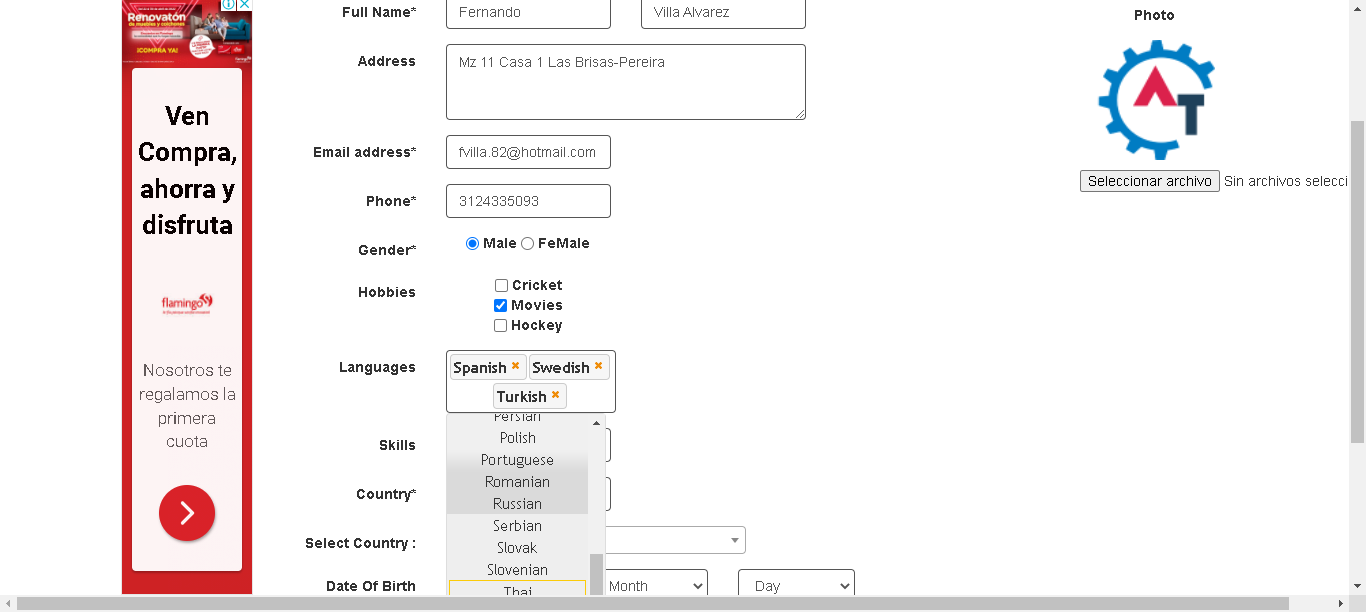 Renovatón
¡COMPRA YA!
Ven
Compra,
ahorra y
disfruta
flamingo
Nosotros te
regalamos la
primera
cuota
Full Name* Fernando Villa Alvarez
Address Mz 11 Casa 1 Las Brisas-Pereira
Email address* fvilla.82@hotmail.com
Phone* 3124335093
Gender* Male FeMale
Hobbies Cricket
Movies
Hockey
Languages Spanish Swedish
Turkish
Persian
Polish
Portuguese
Romanian
Russian
Serbian
Slovak
Slovenian
Thai
Skills
Country*
Select Country :
Date Of Birth Month Day
Photo
AT
Seleccionar archivo Sin archivos selecci